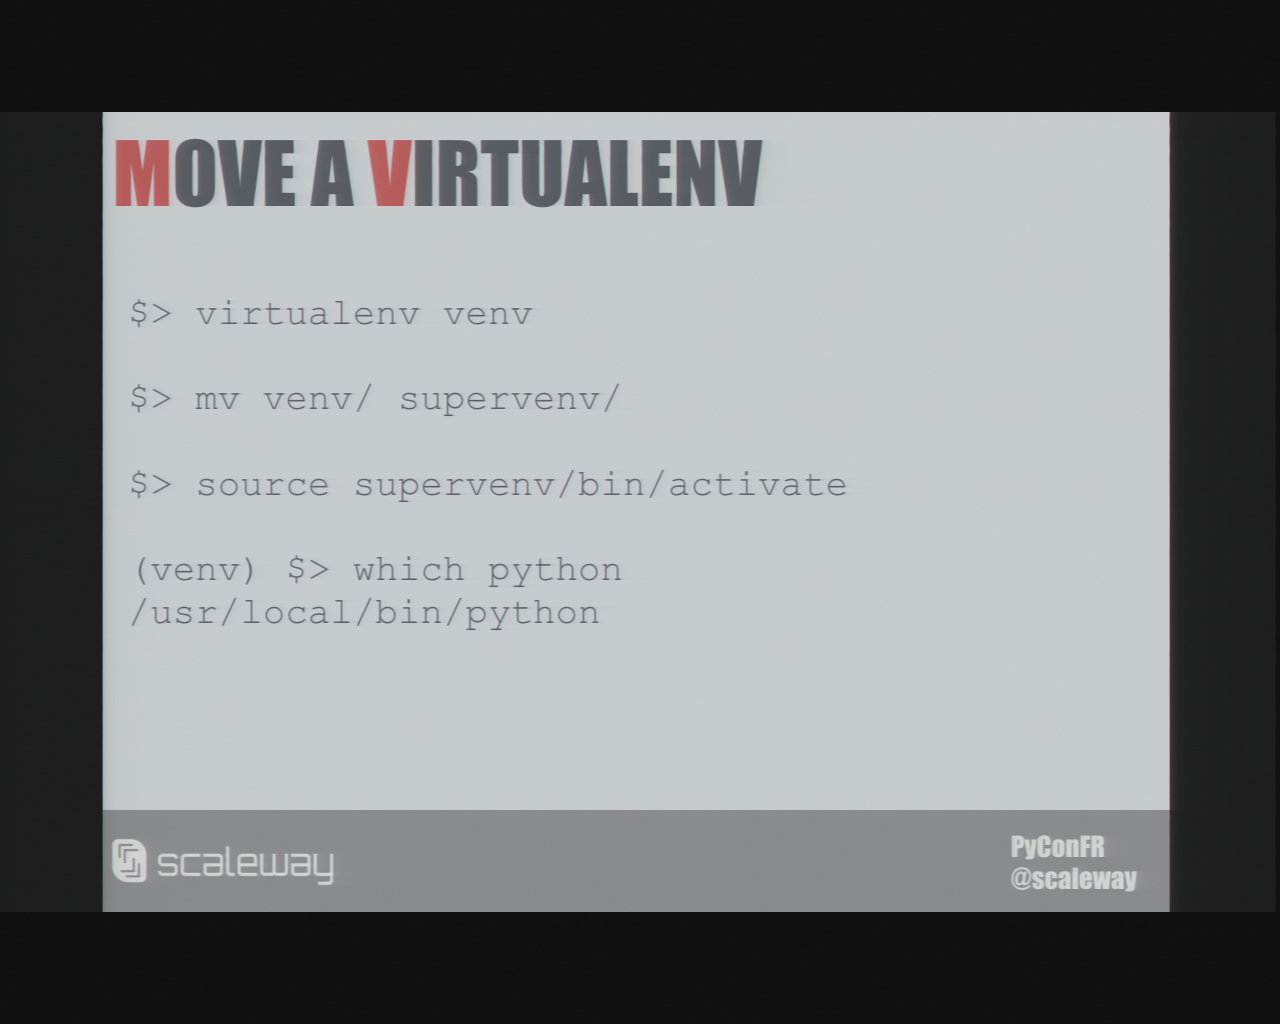 MOVE A VIRTUALENV
$> virtualenv venv
$> mv venv/ supervenv/
$> source supervenv/bin/activate
(venv) $> which python
/usr/local/bin/python
scaleway
PyConFR
@scaleway